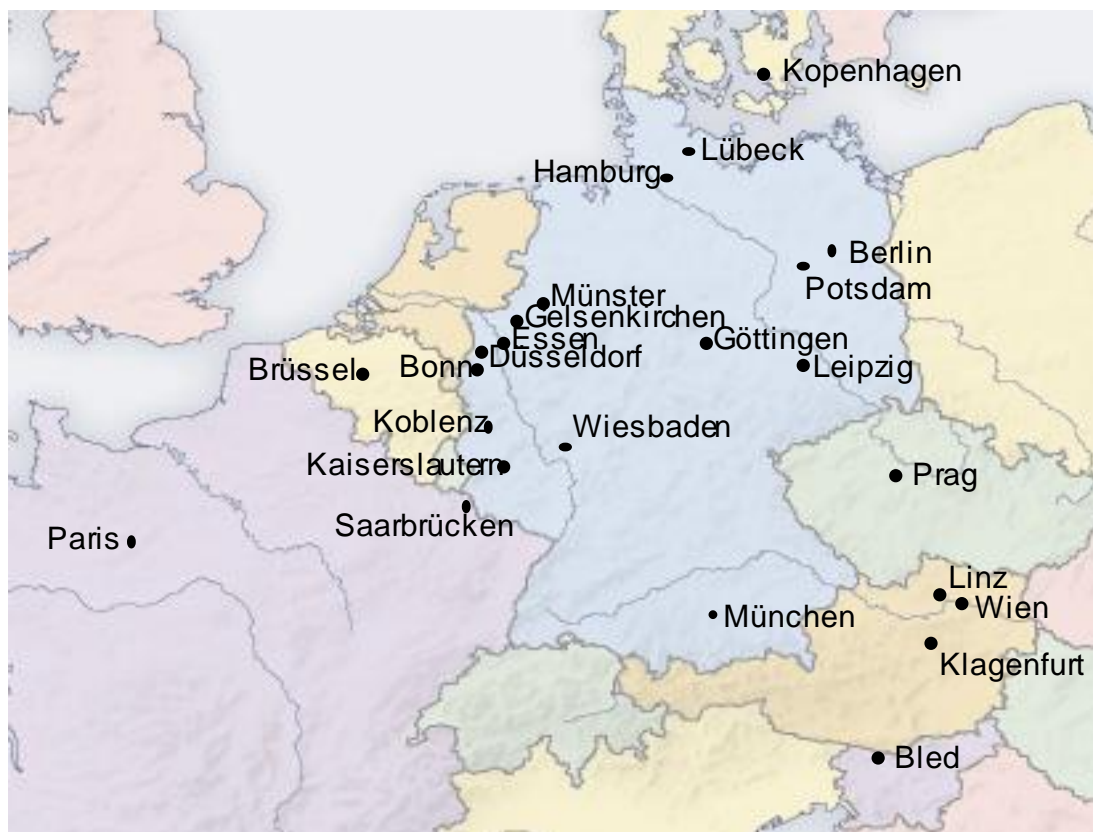 Kopenhagen
Lübeck
Hamburg
Berlin
Potsdam
Münster
Gelsenkirchen
Essen
Göttingen
Düsseldorf
Brüssel
Bonn
Leipzig
Koblenz
Wiesbaden
Kaiserslautern
Prag
Saarbrücken
Paris
Linz
Wien
München
Klagenfurt
Bled